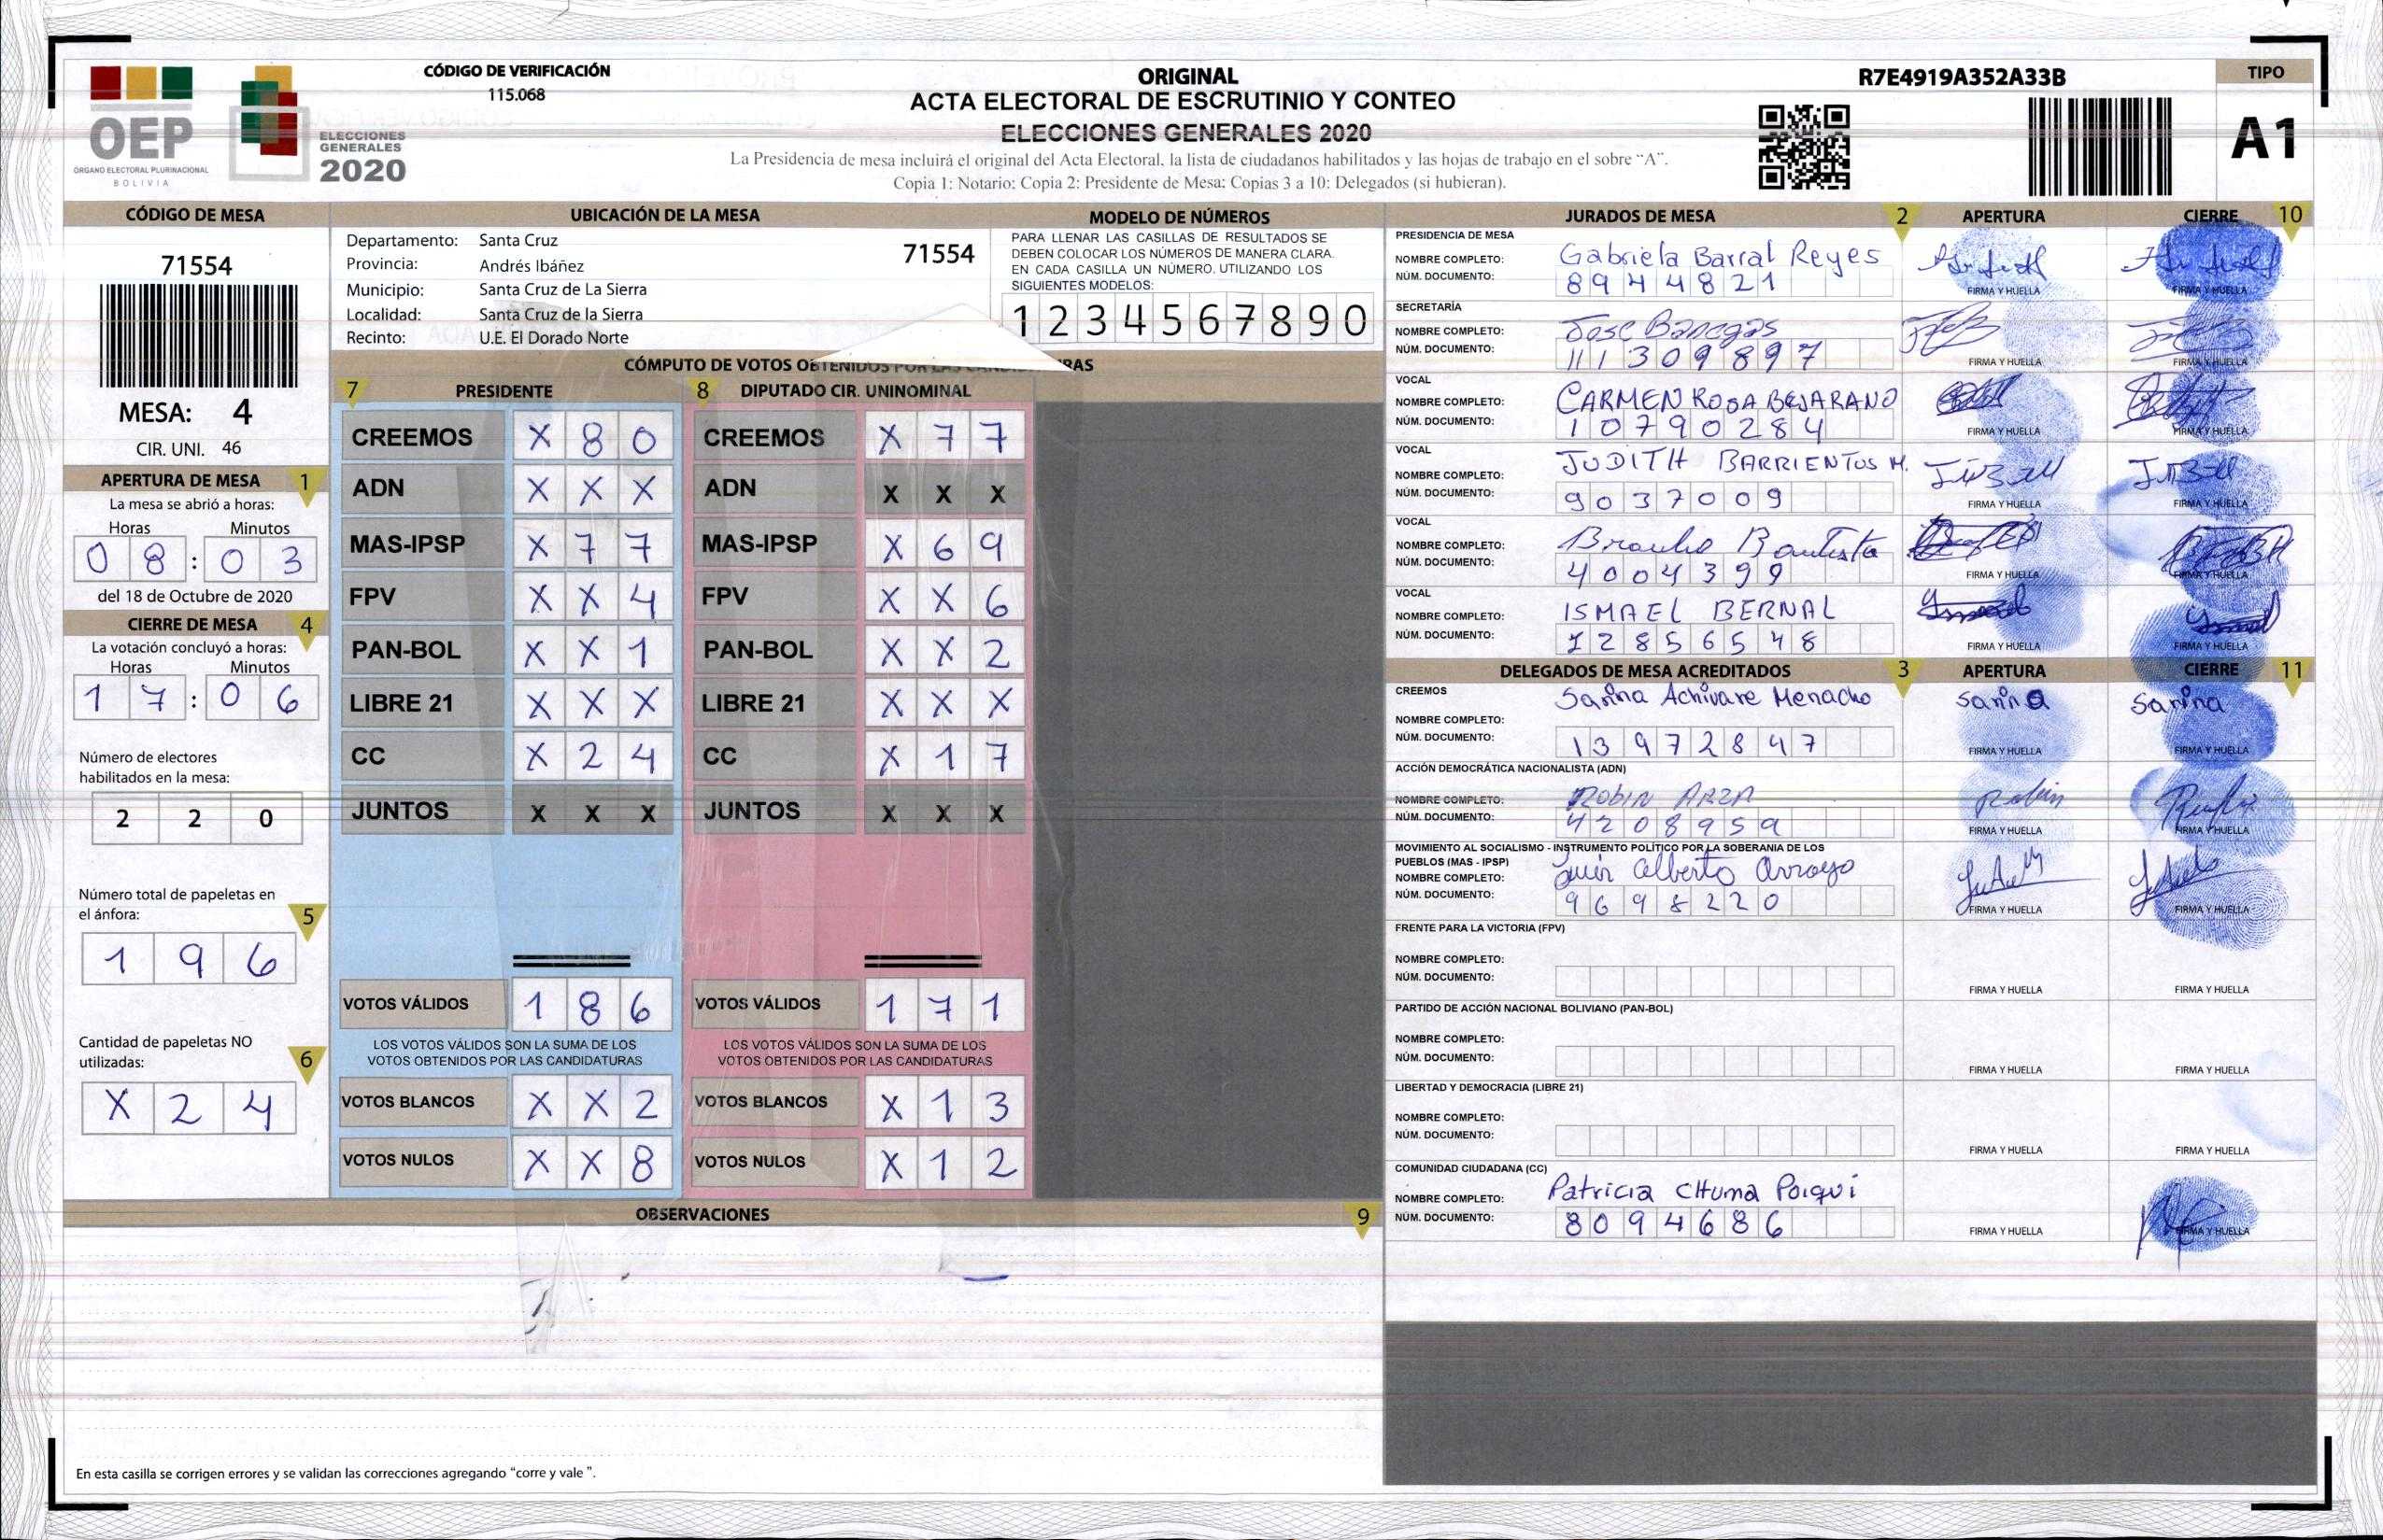 CÓDIGO DE VERIFICACIÓN
115.068
OEP
ÓRGANO ELECTORAL PLURINACIONAL
BOLIVIA
ELECCIONES
GENERALES
2020
ORIGINAL
ACTA ELECTORAL DE ESCRUTINIO Y CONTEO
ELECCIONES GENERALES 2020
La Presidencia de mesa incluirá el original del Acta Electoral, la lista de ciudadanos habilitados y las hojas de trabajo en el sobre "A".
Copia 1: Notario: Copia 2: Presidente de Mesa: Copias 3 a 10: Delegados (si hubieran).
R7E4919A352A33B
TIPO
A1
CÓDIGO DE MESA
71554
MESA: 4
CIR. UNI. 46
APERTURA DE MESA 1
La mesa se abrió a horas:
Horas Minutos
0 8 : 0 3
del 18 de Octubre de 2020
CIERRE DE MESA 4
La votación concluyó a horas:
Horas Minutos
1 7 : 0 6
Número de electores
habilitados en la mesa:
2 2 0
Número total de papeletas en
el ánfora: 5
1 9 6
Cantidad de papeletas NO
utilizadas: 6
X 2 4
UBICACIÓN DE LA MESA
Departamento: Santa Cruz 71554
Provincia: Andrés Ibáñez
Municipio: Santa Cruz de La Sierra
Localidad: Santa Cruz de la Sierra
Recinto: U.E. El Dorado Norte
MODELO DE NÚMEROS
PARA LLENAR LAS CASILLAS DE RESULTADOS SE
DEBEN COLOCAR LOS NÚMEROS DE MANERA CLARA.
EN CADA CASILLA UN NÚMERO. UTILIZANDO LOS
SIGUIENTES MODELOS:
1 2 3 4 5 6 7 8 9 0
CÓMPUTO DE VOTOS OBTENIDOS POR LAS
7 PRESIDENTE
CREEMOS X 8 0
ADN X X X
MAS-IPSP X 7 7
FPV X X 4
PAN-BOL X X 1
LIBRE 21 X X X
CC X 2 4
JUNTOS X X X
VOTOS VÁLIDOS 1 8 6
LOS VOTOS VÁLIDOS SON LA SUMA DE LOS
VOTOS OBTENIDOS POR LAS CANDIDATURAS
VOTOS BLANCOS X X 2
VOTOS NULOS X X 8
8 DIPUTADO CIR. UNINOMINAL
CREEMOS X 7 7
ADN X X X
MAS-IPSP X 6 9
FPV X X 6
PAN-BOL X X 2
LIBRE 21 X X X
CC X 1 7
JUNTOS X X X
VOTOS VÁLIDOS 1 7 1
LOS VOTOS VÁLIDOS SON LA SUMA DE LOS
VOTOS OBTENIDOS POR LAS CANDIDATURAS
VOTOS BLANCOS X 1 3
VOTOS NULOS X 1 2
OBSERVACIONES 9
En esta casilla se corrigen errores y se validan las correcciones agregando "corre y vale ".
JURADOS DE MESA 2 APERTURA CIERRE 10
PRESIDENCIA DE MESA
NOMBRE COMPLETO: Gabriela Barral Reyes
NÚM. DOCUMENTO: 8944821
FIRMA Y HUELLA FIRMA Y HUELLA
SECRETARÍA
NOMBRE COMPLETO: Jose Banegas
NÚM. DOCUMENTO: 111309897
FIRMA Y HUELLA FIRMA Y HUELLA
VOCAL
NOMBRE COMPLETO: CARMEN ROSA BEJARANO
NÚM. DOCUMENTO: 10790284
FIRMA Y HUELLA FIRMA Y HUELLA
VOCAL
NOMBRE COMPLETO: JUDITH BARRIENTOS M.
NÚM. DOCUMENTO: 9037009
FIRMA Y HUELLA FIRMA Y HUELLA
VOCAL
NOMBRE COMPLETO: Braulio Bautista
NÚM. DOCUMENTO: 4004399
FIRMA Y HUELLA FIRMA Y HUELLA
VOCAL
NOMBRE COMPLETO: ISMAEL BERNAL
NÚM. DOCUMENTO: 12856548
FIRMA Y HUELLA FIRMA Y HUELLA
DELEGADOS DE MESA ACREDITADOS 3 APERTURA CIERRE 11
CREEMOS
NOMBRE COMPLETO: Sarina Achivare Menacho Sarina Sarina
NÚM. DOCUMENTO: 13972847
FIRMA Y HUELLA FIRMA Y HUELLA
ACCIÓN DEMOCRÁTICA NACIONALISTA (ADN)
NOMBRE COMPLETO: Robin ARZA Robin
NÚM. DOCUMENTO: 4208959
FIRMA Y HUELLA FIRMA Y HUELLA
MOVIMIENTO AL SOCIALISMO - INSTRUMENTO POLÍTICO POR LA SOBERANIA DE LOS
PUEBLOS (MAS - IPSP)
NOMBRE COMPLETO: Luis Alberto Arroyo
NÚM. DOCUMENTO: 9698220
FIRMA Y HUELLA FIRMA Y HUELLA
FRENTE PARA LA VICTORIA (FPV)
NOMBRE COMPLETO:
NÚM. DOCUMENTO:
FIRMA Y HUELLA FIRMA Y HUELLA
PARTIDO DE ACCIÓN NACIONAL BOLIVIANO (PAN-BOL)
NOMBRE COMPLETO:
NÚM. DOCUMENTO:
FIRMA Y HUELLA FIRMA Y HUELLA
LIBERTAD Y DEMOCRACIA (LIBRE 21)
NOMBRE COMPLETO:
NÚM. DOCUMENTO:
FIRMA Y HUELLA FIRMA Y HUELLA
COMUNIDAD CIUDADANA (CC)
NOMBRE COMPLETO: Patricia CHuma Poiqui
NÚM. DOCUMENTO: 8094686
FIRMA Y HUELLA FIRMA Y HUELLA